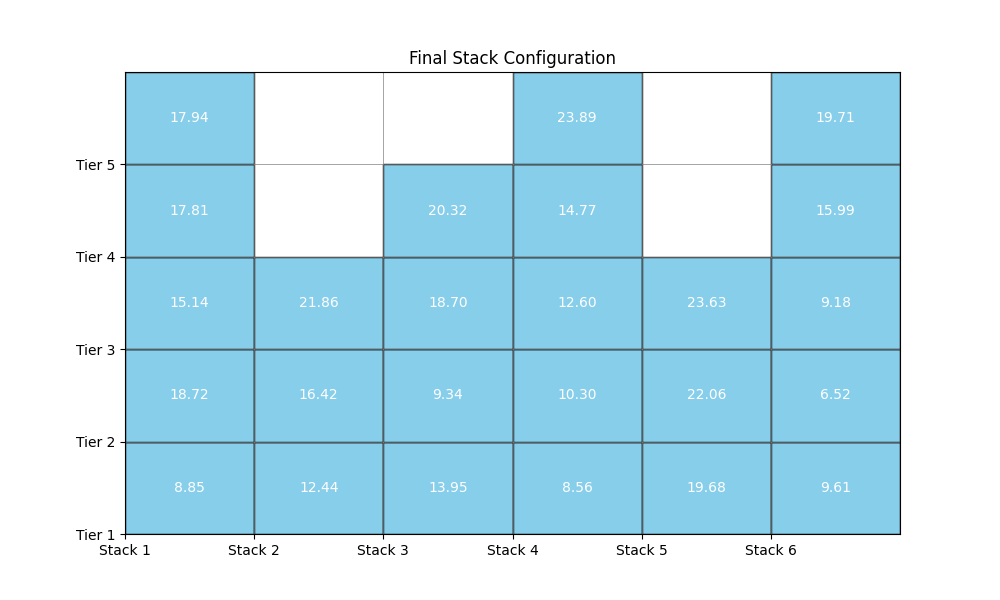 Final Stack Configuration
17.94 23.89 19.71
Tier 5
17.81 20.32 14.77 15.99
Tier 4
15.14 21.86 18.70 12.60 23.63 9.18
Tier 3
18.72 16.42 9.34 10.30 22.06 6.52
Tier 2
8.85 12.44 13.95 8.56 19.68 9.61
Tier 1
Stack 1 Stack 2 Stack 3 Stack 4 Stack 5 Stack 6